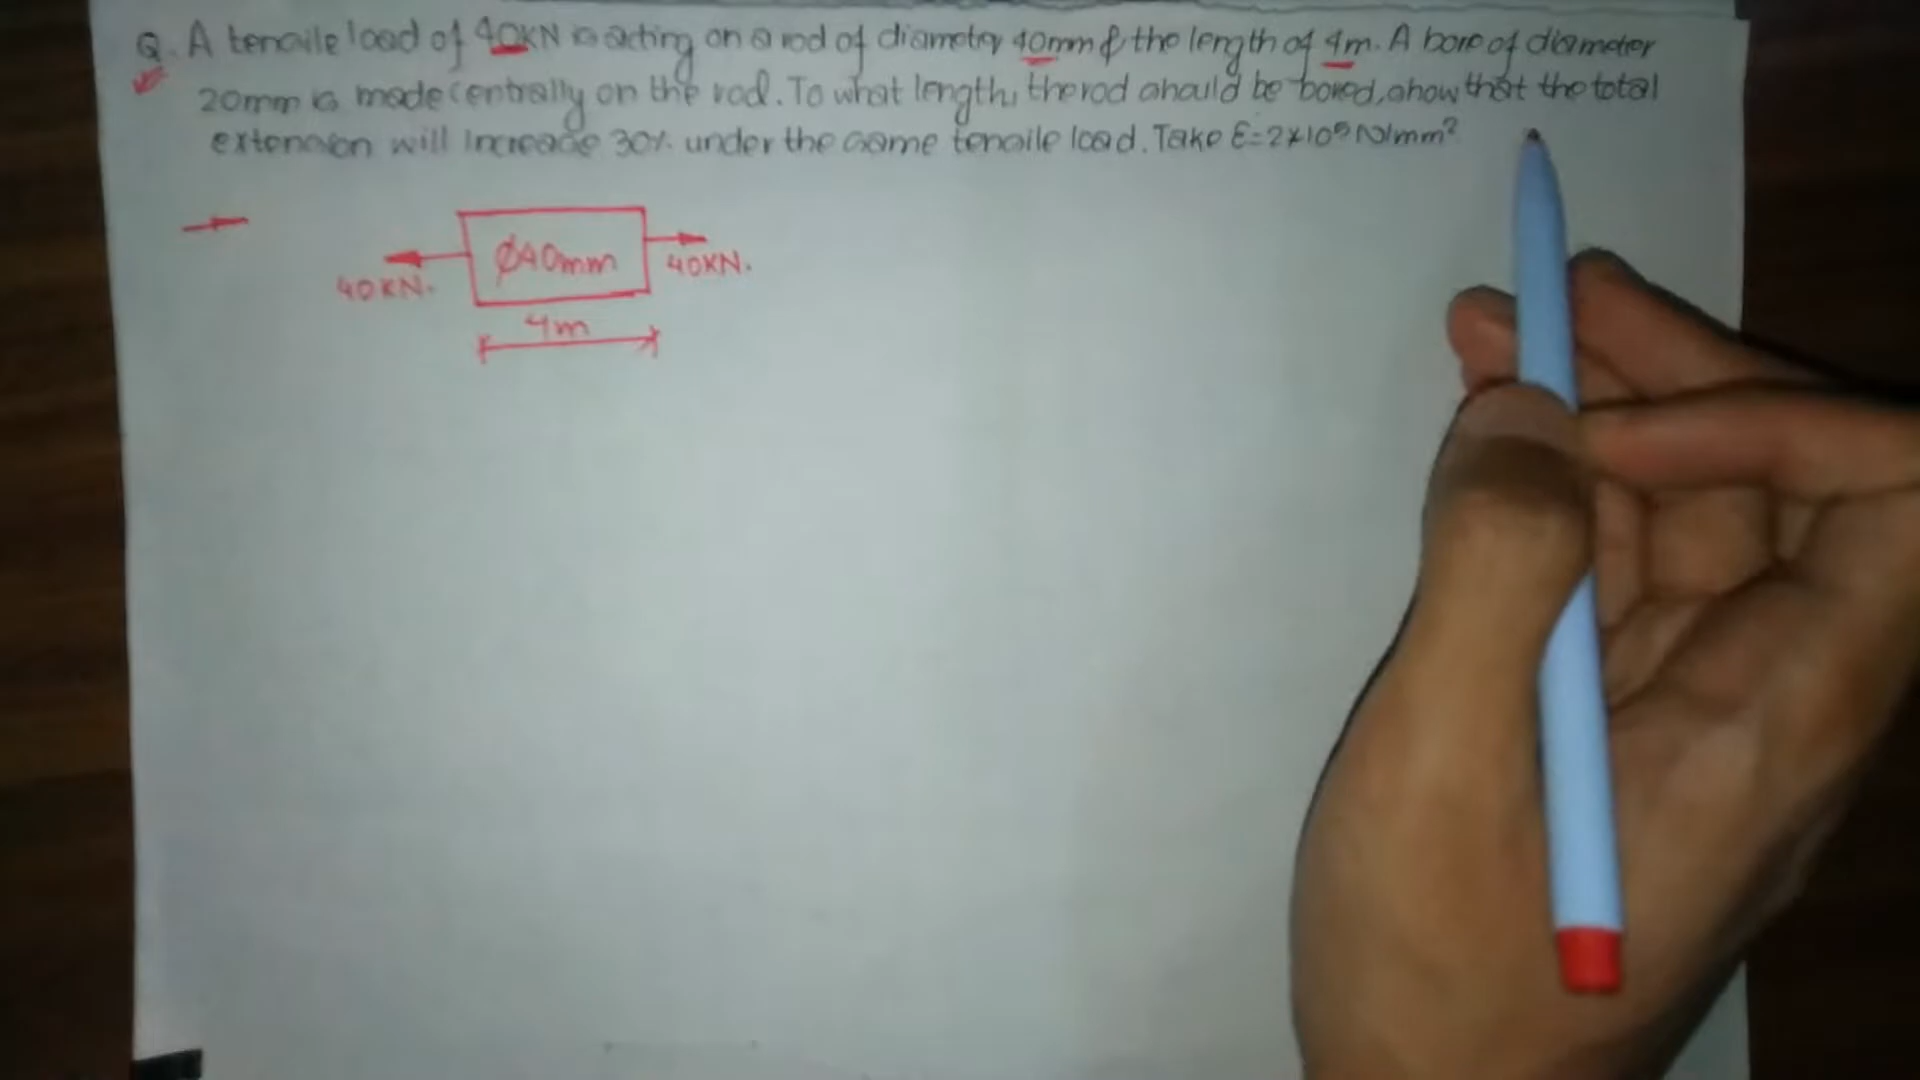 Q. A tensile load of 40KN is acting on a rod of diameter 40mm & the length of 4m. A bore of diameter
20mm is made centrally on the rod. To what length, the rod should be bored, show that the total
extension will increase 30% under the same tensile load. Take E=2×10⁵ N/mm²
Ø40mm
40KN.
40KN.
4m